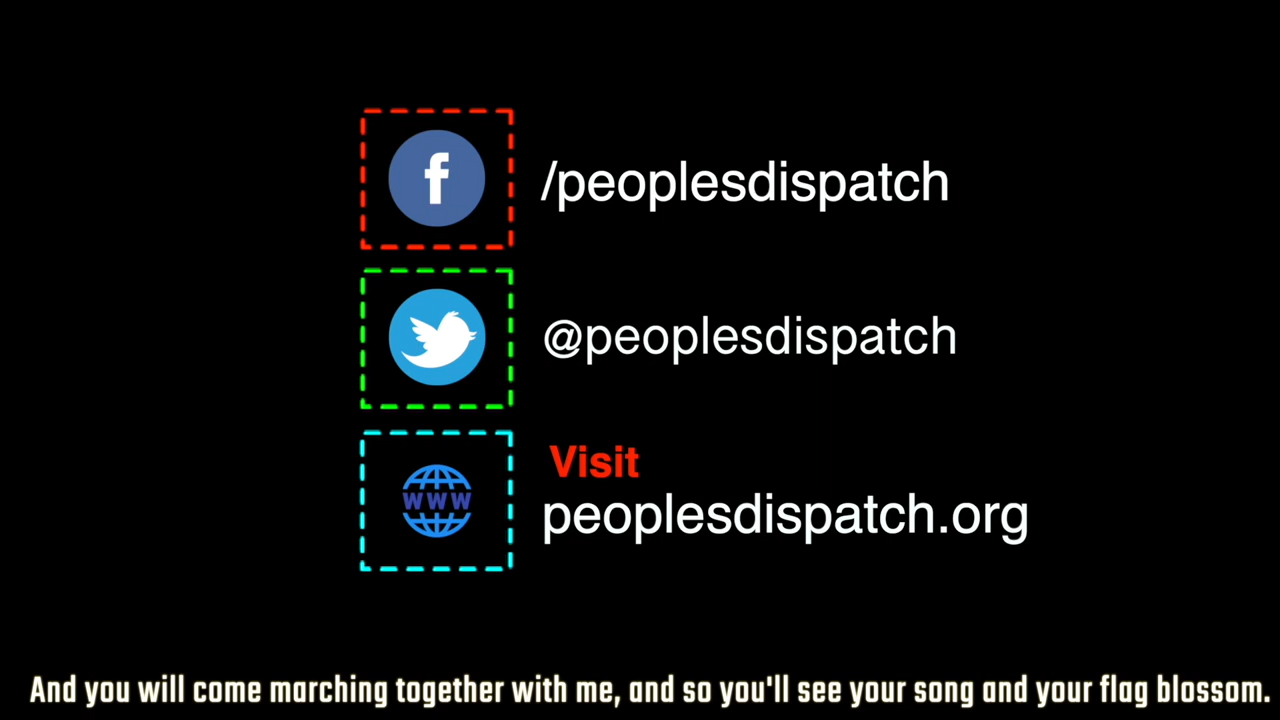 f
/peoplesdispatch
@peoplesdispatch
Visit
www
peoplesdispatch.org
And you will come marching together with me, and so you'll see your song and your flag blossom.